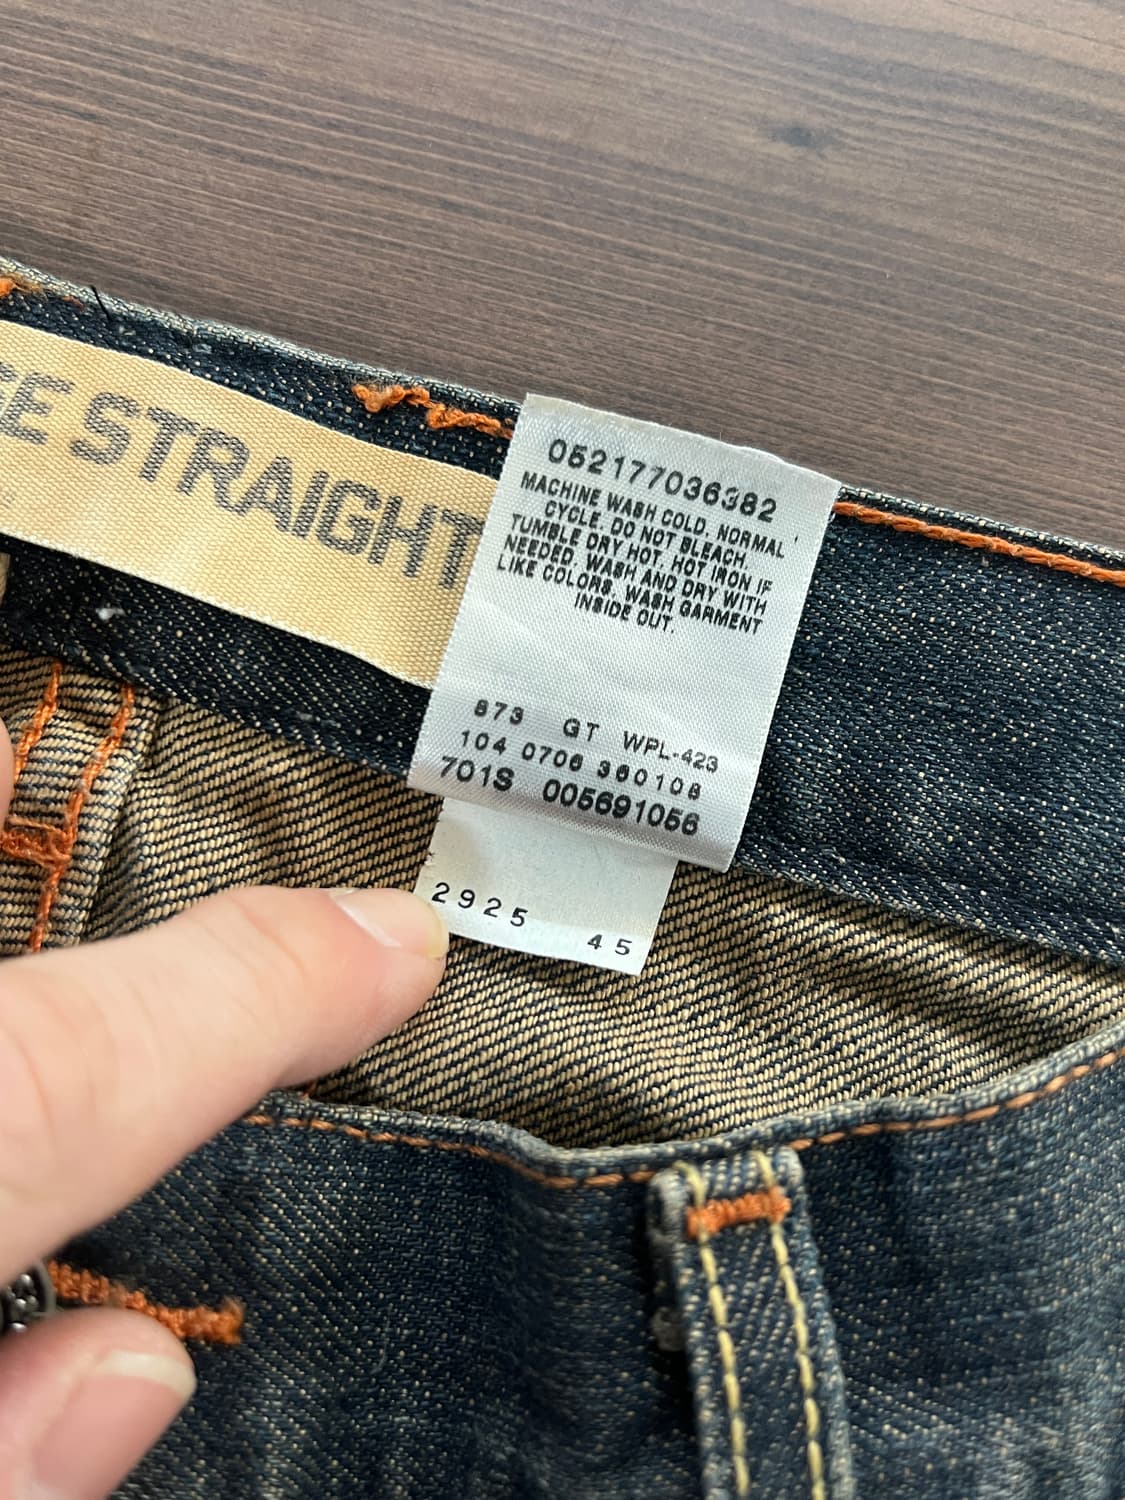 STRAIGHT
052177036382
MACHINE WASH COLD, NORMAL
CYCLE. DO NOT BLEACH.
TUMBLE DRY HOT, HOT IRON IF
NEEDED. WASH AND DRY WITH
LIKE COLORS. WASH GARMENT
INSIDE OUT.
873 GT WPL-423
104 0706 360108
701S 005691056
2925 45